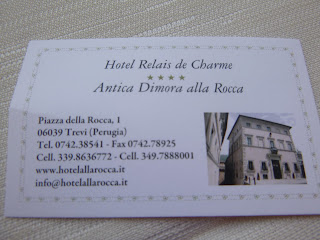 Hotel Relais de Charme
★★★★
Antica Dimora alla Rocca
Piazza della Rocca, 1
06039 Trevi (Perugia)
Tel. 0742.38541 - Fax 0742.78925
Cell. 339.8636772 - Cell. 349.7888001
www.hotelallarocca.it
info@hotelallarocca.it